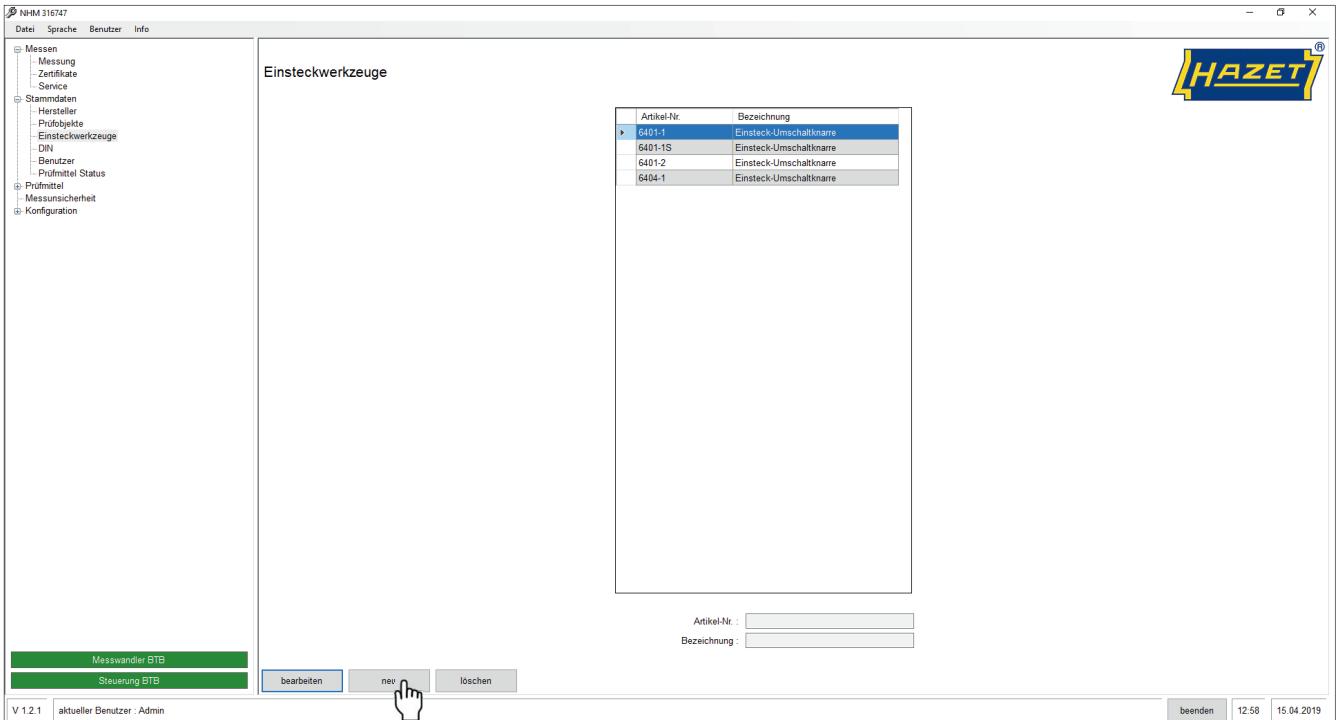 NHM 316747
Datei Sprache Benutzer Info
Messen
Messung
Zertifikate
Service
Stammdaten
Hersteller
Prüfobjekte
Einsteckwerkzeuge
DIN
Benutzer
Prüfmittel Status
Prüfmittel
Messunsicherheit
Konfiguration
Messwandler BTB
Steuerung BTB
Einsteckwerkzeuge
HAZET ®
Artikel-Nr. Bezeichnung
6401-1 Einsteck-Umschaltknarre
6401-1S Einsteck-Umschaltknarre
6401-2 Einsteck-Umschaltknarre
6404-1 Einsteck-Umschaltknarre
Artikel-Nr. :
Bezeichnung :
bearbeiten neu löschen
V 1.2.1 aktueller Benutzer : Admin beenden 12:58 15.04.2019